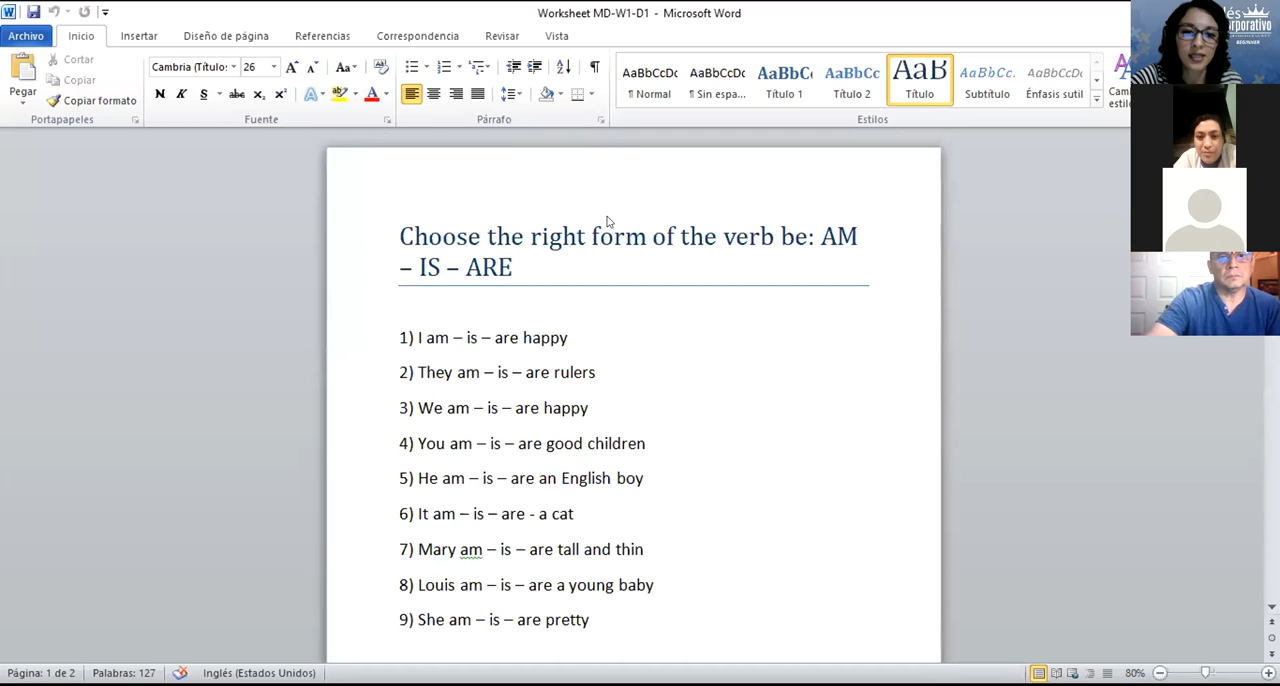 Worksheet MD-W1-D1 - Microsoft Word
Archivo Inicio Insertar Diseño de página Referencias Correspondencia Revisar Vista
Pegar
Cortar
Copiar
Copiar formato
Portapapeles
Cambria (Título: 26
N K S abc x₂ x²
Fuente
Párrafo
AaBbCcDc AaBbCcDc AaBbC AaBbCc AaB AaBbCc. AaBbCcDc
¶ Normal ¶ Sin espa... Título 1 Título 2 Título Subtítulo Énfasis sutil
Estilos
BEGINNER
Choose the right form of the verb be: AM
– IS – ARE
1) I am – is – are happy
2) They am – is – are rulers
3) We am – is – are happy
4) You am – is – are good children
5) He am – is – are an English boy
6) It am – is – are - a cat
7) Mary am – is – are tall and thin
8) Louis am – is – are a young baby
9) She am – is – are pretty
Página: 1 de 2 Palabras: 127 Inglés (Estados Unidos) 80%